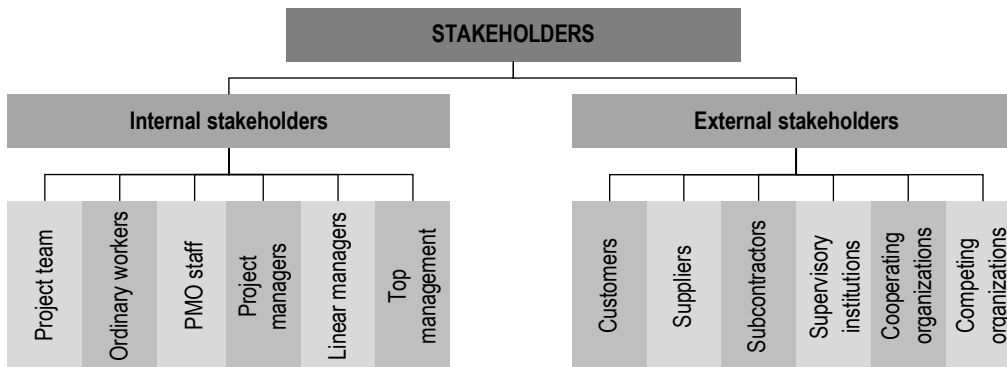 STAKEHOLDERS
Internal stakeholders
External stakeholders
Project team
Ordinary workers
PMO staff
Project
managers
Linear managers
Top
management
Customers
Suppliers
Subcontractors
Supervisory
institutions
Cooperating
organizations
Competing
organizations